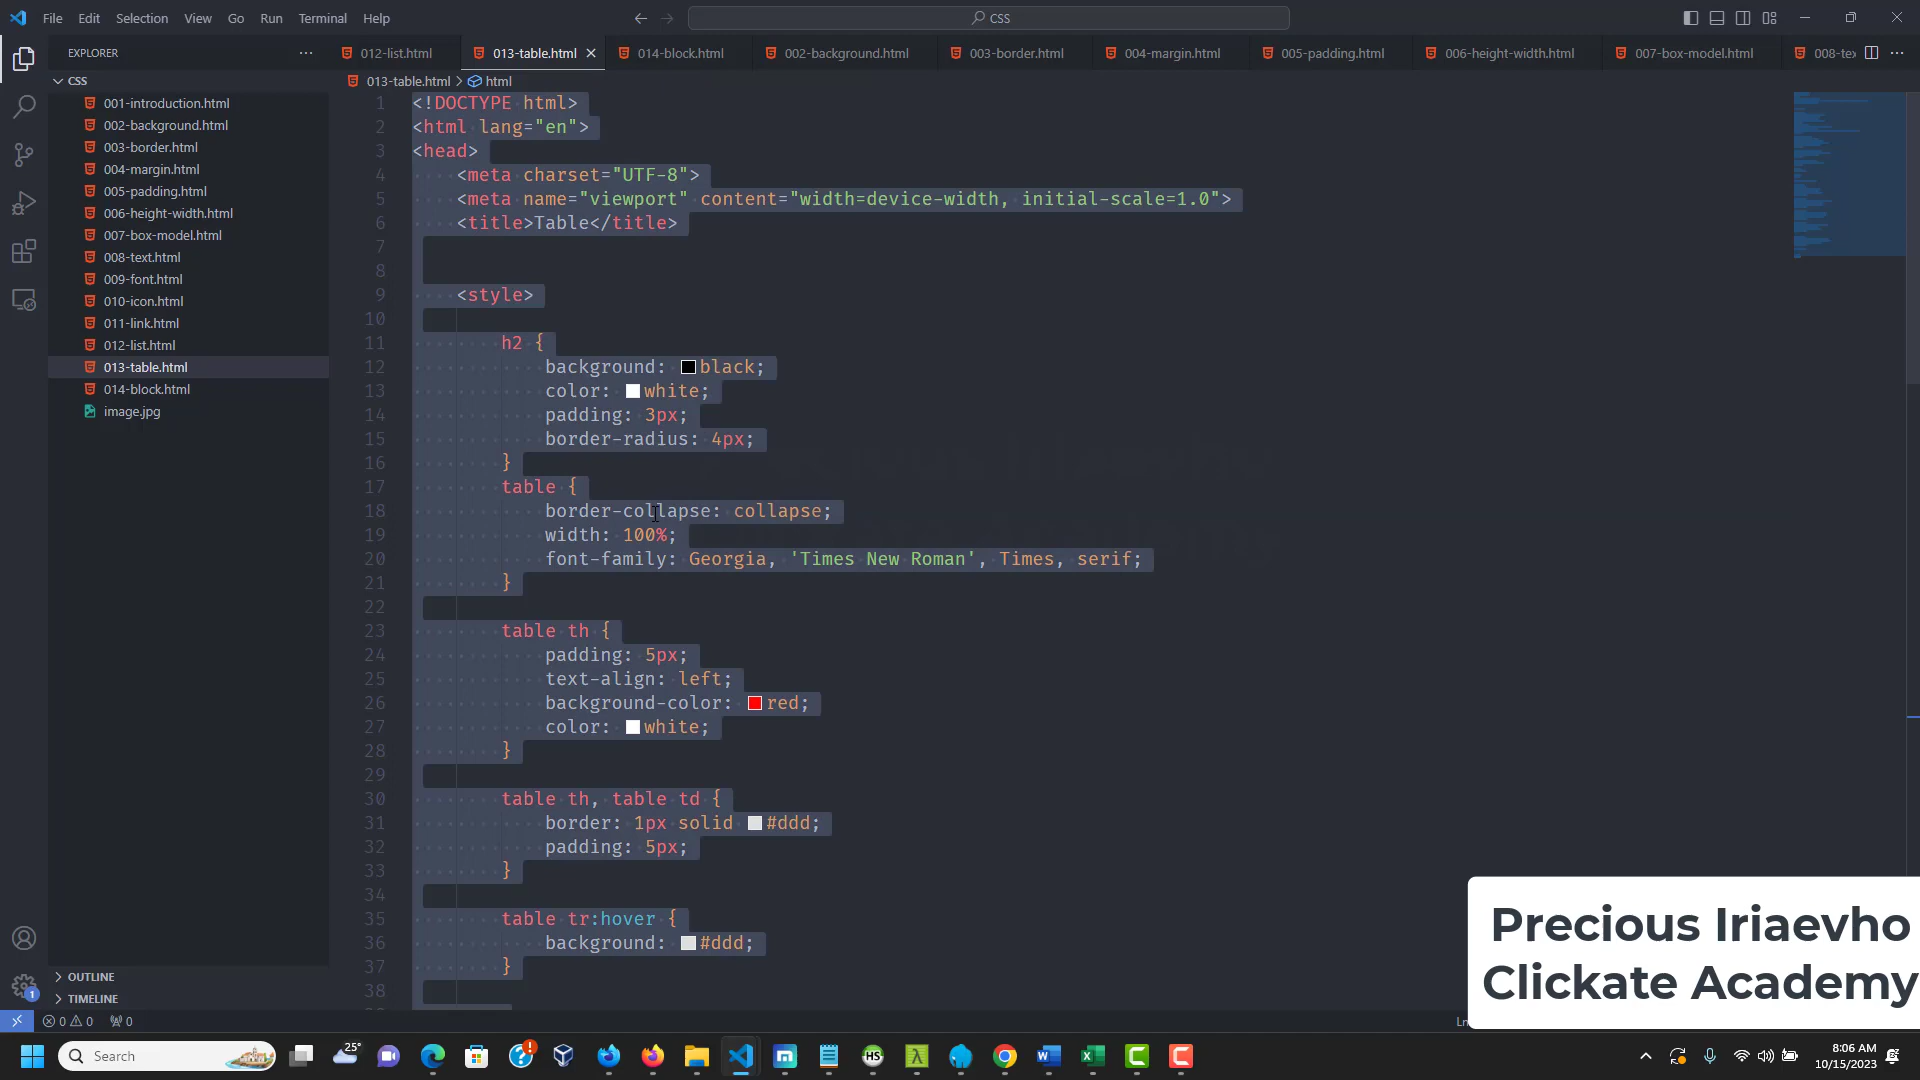 File Edit Selection View Go Run Terminal Help
CSS
EXPLORER
012-list.html 013-table.html 014-block.html 002-background.html 003-border.html 004-margin.html 005-padding.html 006-height-width.html 007-box-model.html 008-tex
CSS
013-table.html > html
001-introduction.html
002-background.html
003-border.html
004-margin.html
005-padding.html
006-height-width.html
007-box-model.html
008-text.html
009-font.html
010-icon.html
011-link.html
012-list.html
013-table.html
014-block.html
image.jpg
OUTLINE
TIMELINE
1 <!DOCTYPE html>
2 <html lang="en">
3 <head>
4 <meta charset="UTF-8">
5 <meta name="viewport" content="width=device-width, initial-scale=1.0">
6 <title>Table</title>
7
8
9 <style>
10
11 h2 {
12 background: black;
13 color: white;
14 padding: 3px;
15 border-radius: 4px;
16 }
17 table {
18 border-collapse: collapse;
19 width: 100%;
20 font-family: Georgia, 'Times New Roman', Times, serif;
21 }
22
23 table th {
24 padding: 5px;
25 text-align: left;
26 background-color: red;
27 color: white;
28 }
29
30 table th, table td {
31 border: 1px solid #ddd;
32 padding: 5px;
33 }
34
35 table tr:hover {
36 background: #ddd;
37 }
38
Precious Iriaevho
Clickate Academy
1
0 0 0
Ln
Search
25°
HS
8:06 AM
10/15/2023